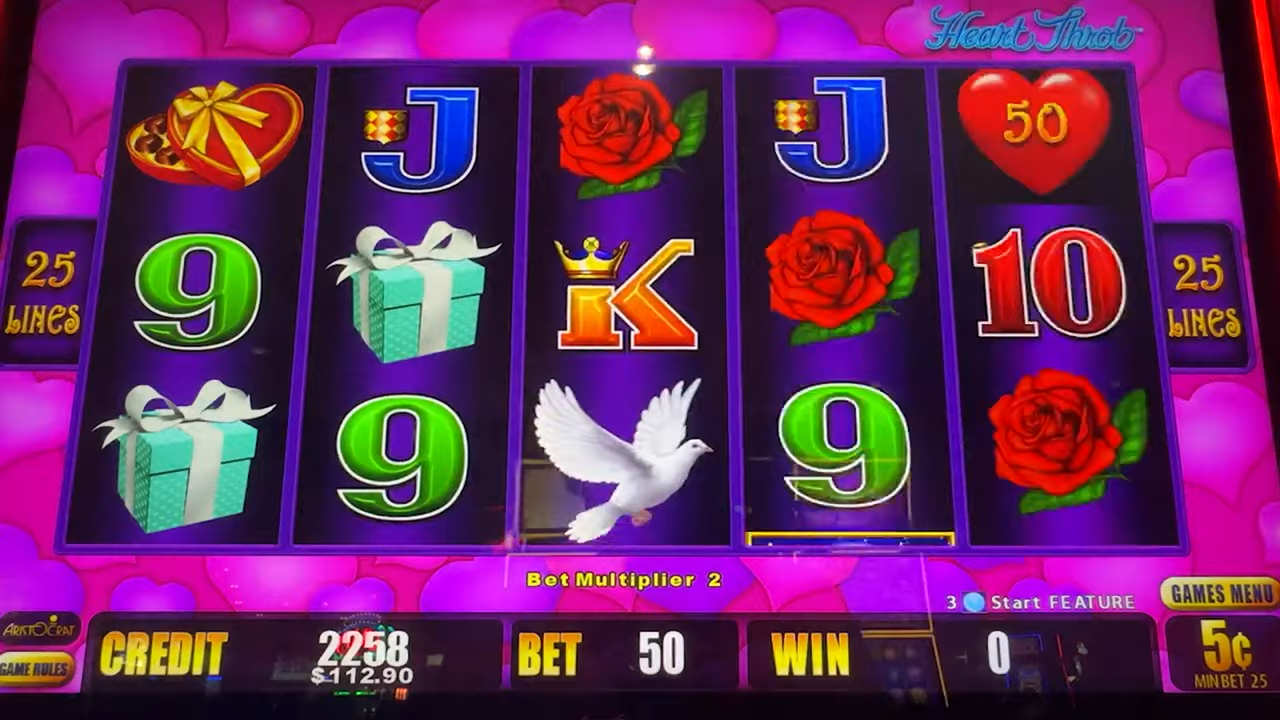 Heart Throb
J
J
50
25
LINES
9
K
10
25
LINES
9
9
Bet Multiplier 2
3 Start FEATURE
GAMES MENU
ARISTOCRAT
GAME RULES
CREDIT 2258
$112.90
BET 50
WIN 0
5¢
MIN BET 25